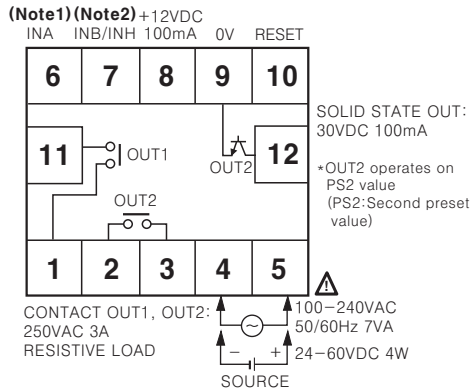 (Note1) (Note2) +12VDC
INA INB/INH 100mA 0V RESET
6 7 8 9 10
SOLID STATE OUT:
30VDC 100mA
11 OUT1 OUT2 12
*OUT2 operates on
PS2 value
(PS2:Second preset
value)
OUT2
1 2 3 4 5
CONTACT OUT1, OUT2:
250VAC 3A
RESISTIVE LOAD
100-240VAC
50/60Hz 7VA
- + 24-60VDC 4W
SOURCE